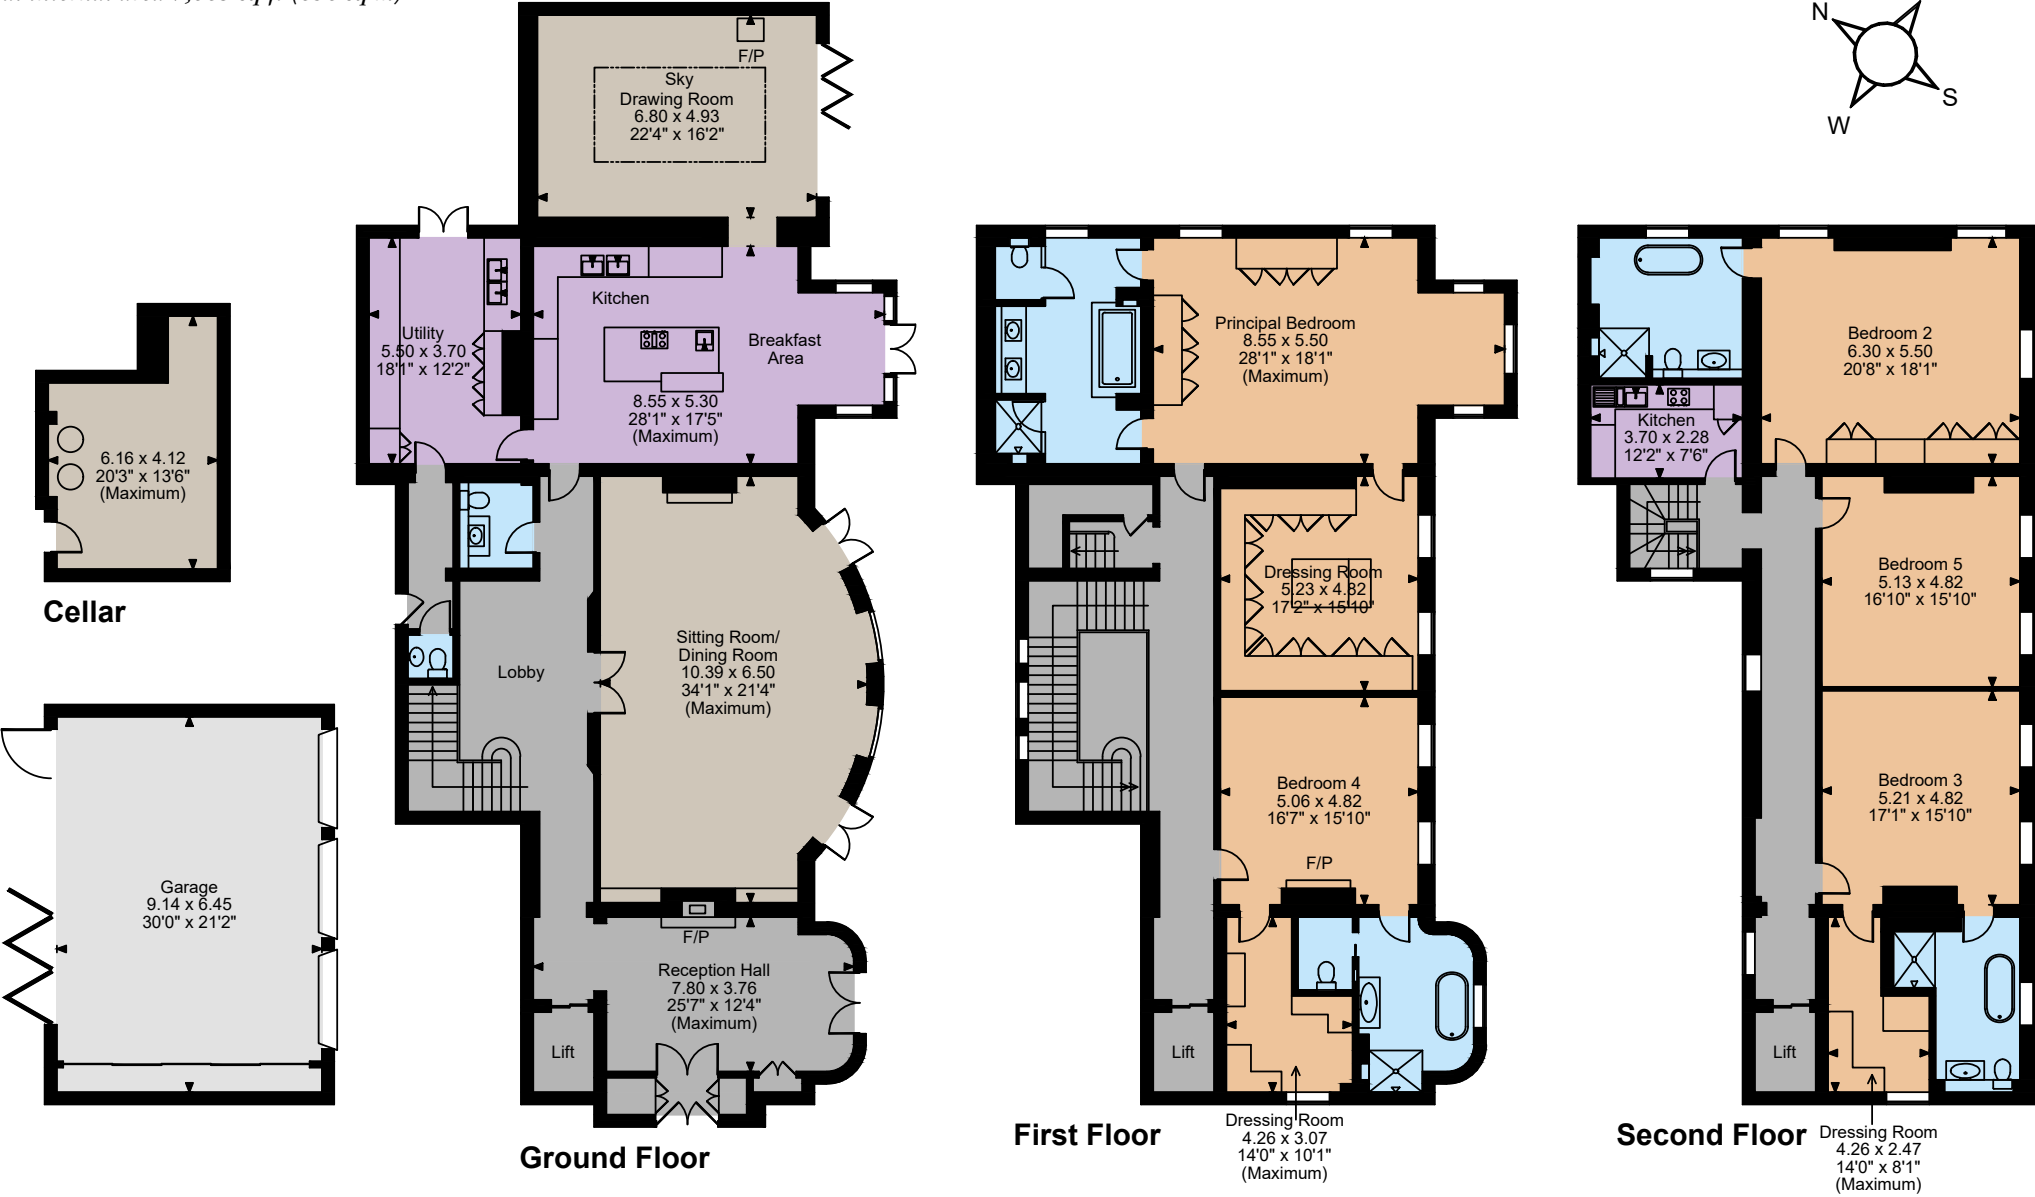 F/P
Sky
Drawing Room
6.80 x 4.93
22'4" x 16'2"
N
S
W
Utility
5.50 x 3.70
18'1" x 12'2"
Kitchen
Breakfast
Area
8.55 x 5.30
28'1" x 17'5"
(Maximum)
6.16 x 4.12
20'3" x 13'6"
(Maximum)
Cellar
Lobby
Sitting Room/
Dining Room
10.39 x 6.50
34'1" x 21'4"
(Maximum)
Garage
9.14 x 6.45
30'0" x 21'2"
F/P
Reception Hall
7.80 x 3.76
25'7" x 12'4"
(Maximum)
Lift
Ground Floor
Principal Bedroom
8.55 x 5.50
28'1" x 18'1"
(Maximum)
Dressing Room
5.23 x 4.82
17'2" x 15'10"
Bedroom 4
5.06 x 4.82
16'7" x 15'10"
F/P
Lift
First Floor
Dressing Room
4.26 x 3.07
14'0" x 10'1"
(Maximum)
Bedroom 2
6.30 x 5.50
20'8" x 18'1"
Kitchen
3.70 x 2.28
12'2" x 7'6"
Bedroom 5
5.13 x 4.82
16'10" x 15'10"
Bedroom 3
5.21 x 4.82
17'1" x 15'10"
Lift
Second Floor
Dressing Room
4.26 x 2.47
14'0" x 8'1"
(Maximum)